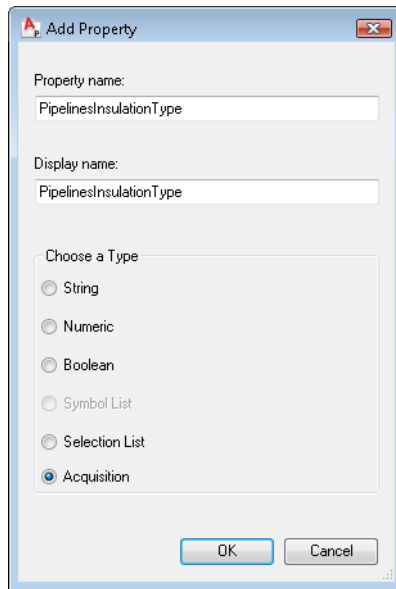 Add Property
Property name:
PipelinesInsulationType
Display name:
PipelinesInsulationType
Choose a Type
String
Numeric
Boolean
Symbol List
Selection List
Acquisition
OK Cancel